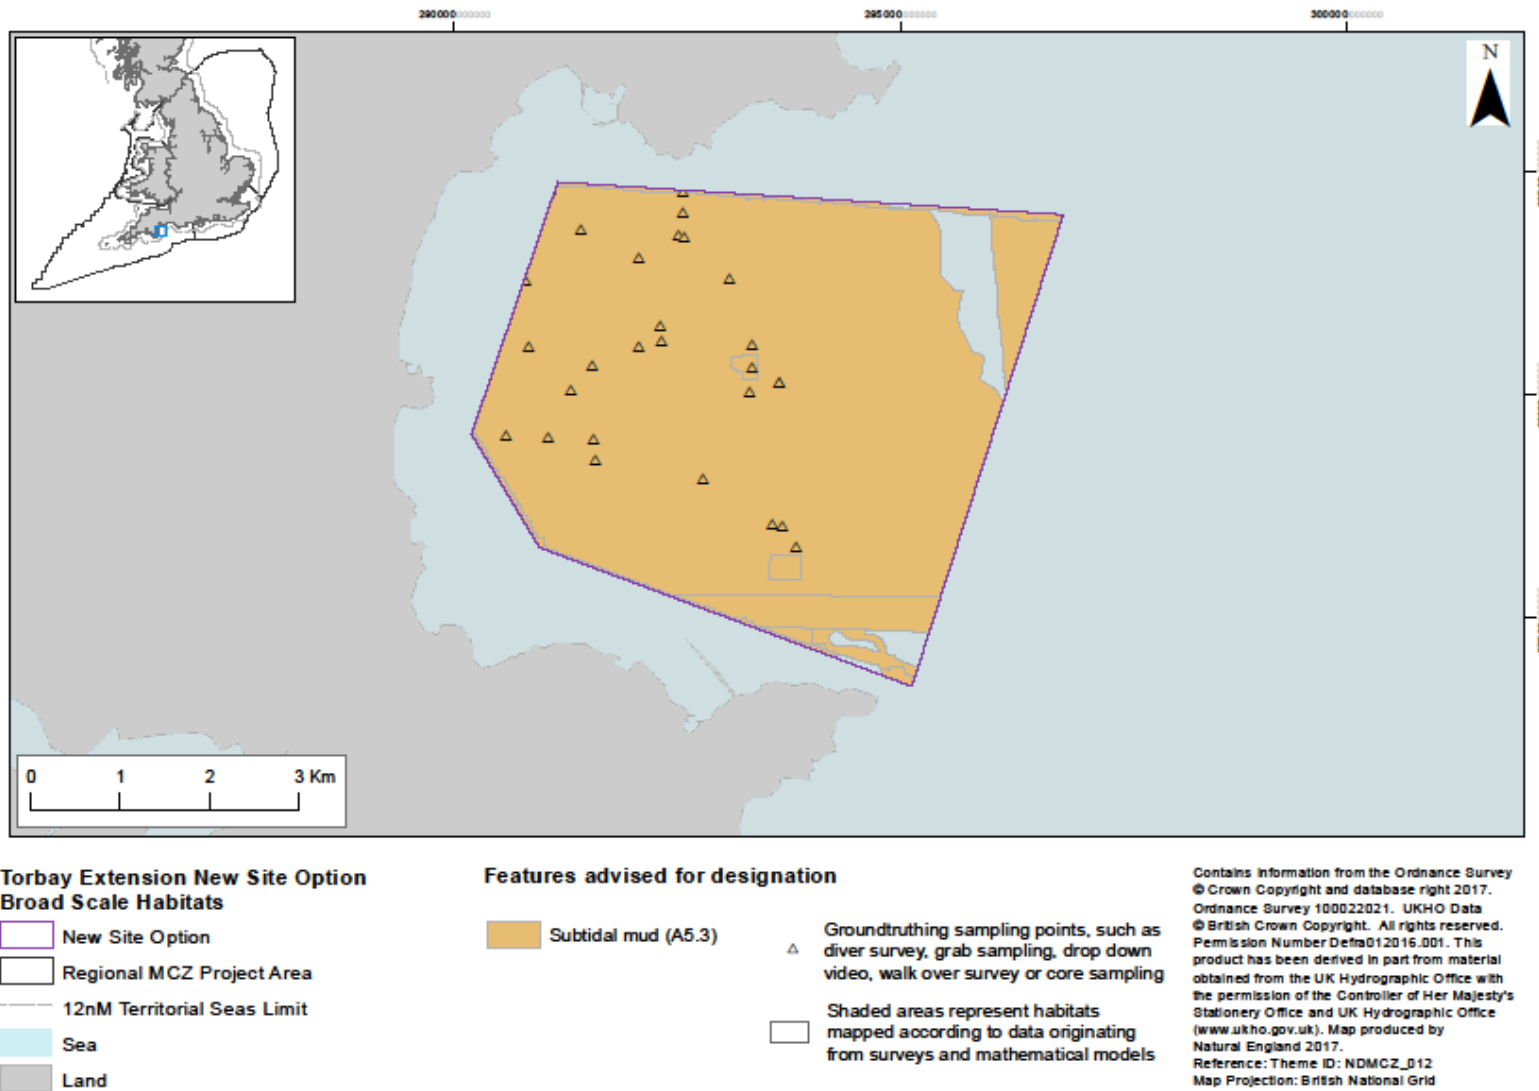 290000
295000
300000
N
0 1 2 3 Km
Torbay Extension New Site Option
Broad Scale Habitats
New Site Option
Regional MCZ Project Area
12nM Territorial Seas Limit
Sea
Land
Features advised for designation
Subtidal mud (A5.3)
Groundtruthing sampling points, such as
diver survey, grab sampling, drop down
video, walk over survey or core sampling
Shaded areas represent habitats
mapped according to data originating
from surveys and mathematical models
Contains Information from the Ordnance Survey
© Crown Copyright and database right 2017.
Ordnance Survey 100022021. UKHO Data
© British Crown Copyright. All rights reserved.
Permission Number Defra012016.001. This
product has been derived in part from material
obtained from the UK Hydrographic Office with
the permission of the Controller of Her Majesty's
Stationery Office and UK Hydrographic Office
(www.ukho.gov.uk). Map produced by
Natural England 2017.
Reference: Theme ID: NDMCZ_012
Map Projection: British National Grid